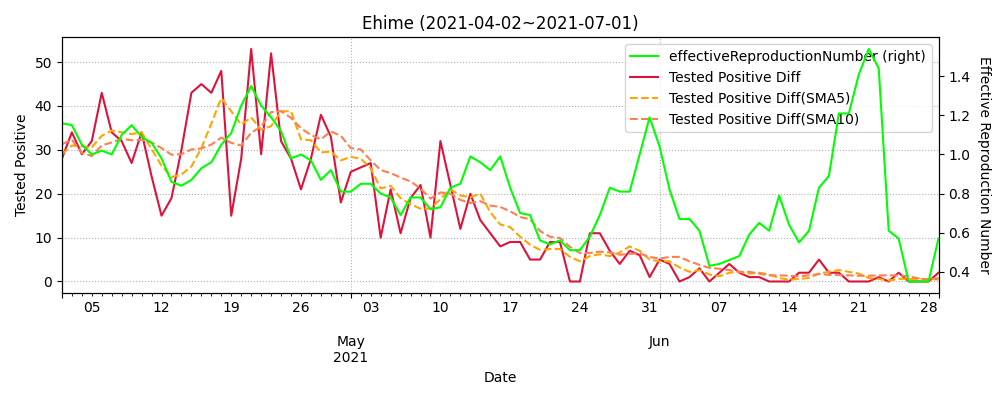 Ehime (2021-04-02~2021-07-01)
effectiveReproductionNumber (right)
Tested Positive Diff
Tested Positive Diff(SMA5)
Tested Positive Diff(SMA10)
Tested Positive
50
40
30
20
10
0
Effective Reproduction Number
1.4
1.2
1.0
0.8
0.6
0.4
05 12 19 26 03 10 17 24 31 07 14 21 28
May Jun
2021
Date